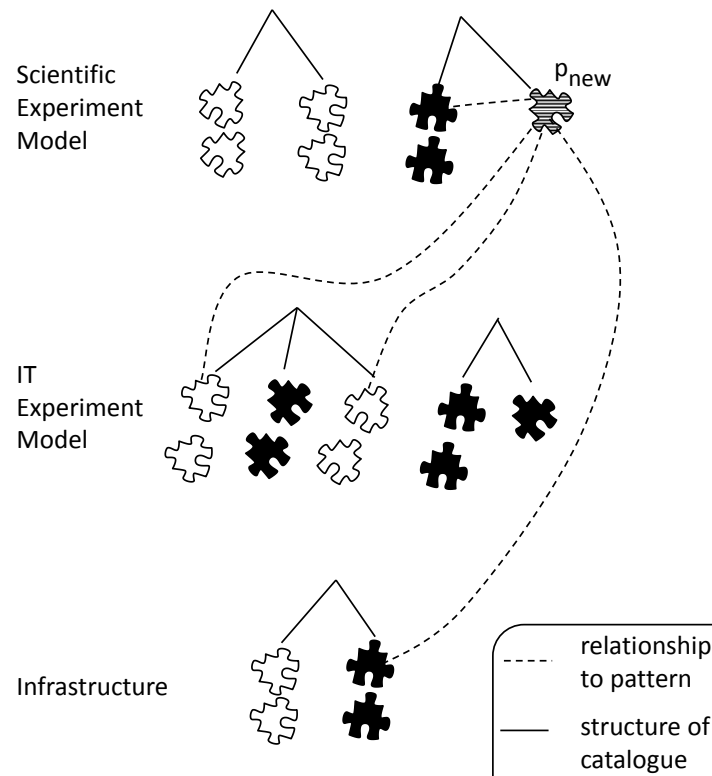 Scientific
Experiment
Model
p_new
IT
Experiment
Model
Infrastructure
relationship
to pattern
structure of
catalogue